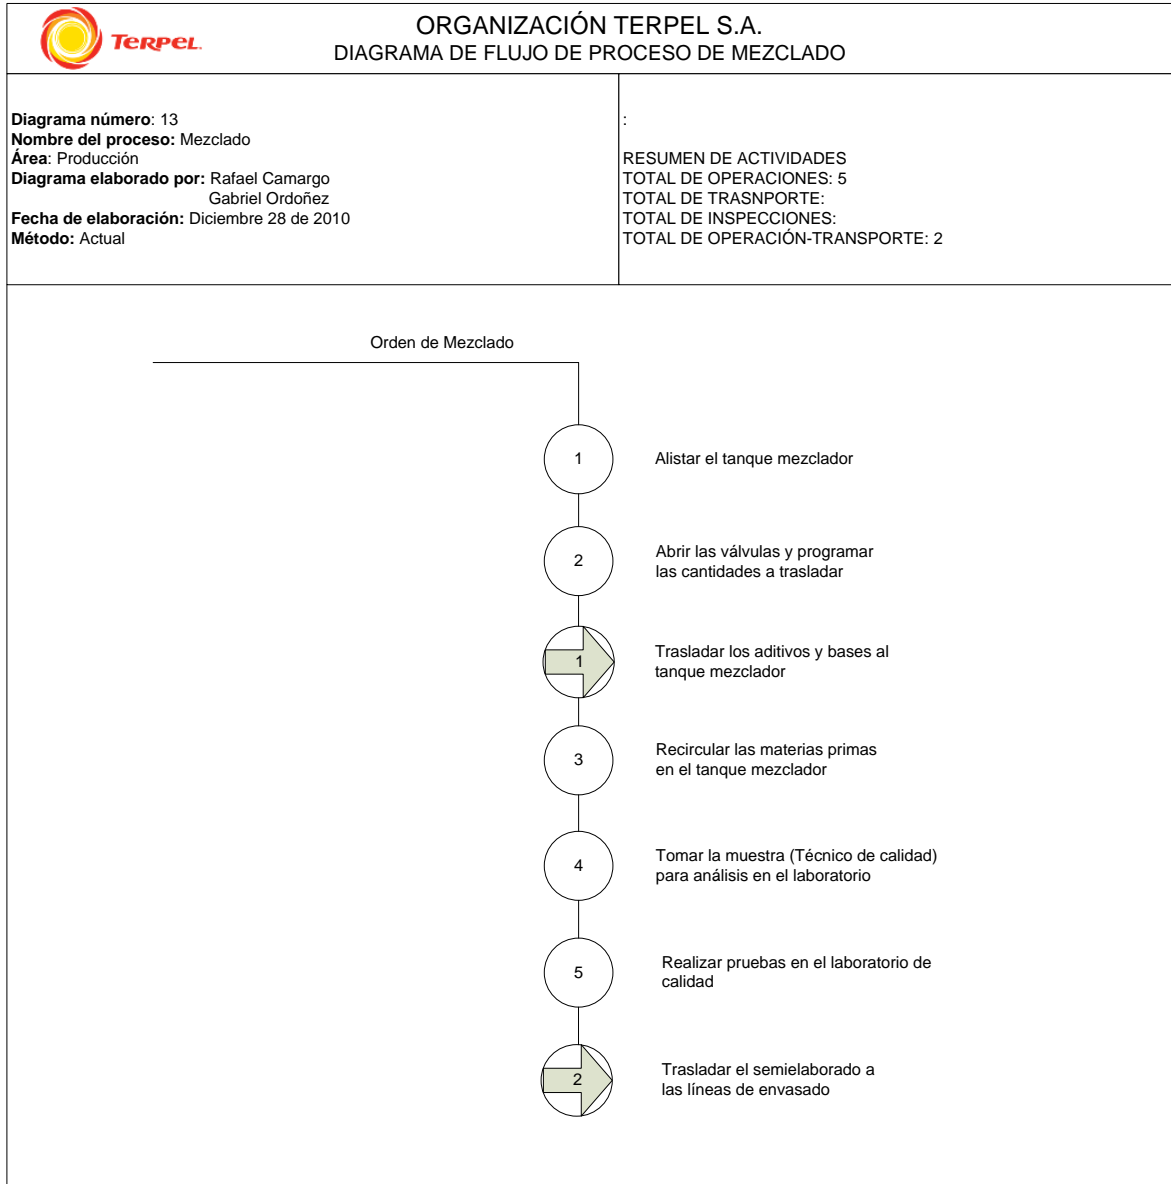 TERPEL
ORGANIZACIÓN TERPEL S.A.
DIAGRAMA DE FLUJO DE PROCESO DE MEZCLADO
Diagrama número: 13
Nombre del proceso: Mezclado
Área: Producción
Diagrama elaborado por: Rafael Camargo
Gabriel Ordoñez
Fecha de elaboración: Diciembre 28 de 2010
Método: Actual
:
RESUMEN DE ACTIVIDADES
TOTAL DE OPERACIONES: 5
TOTAL DE TRASNPORTE:
TOTAL DE INSPECCIONES:
TOTAL DE OPERACIÓN-TRANSPORTE: 2
Orden de Mezclado
1
Alistar el tanque mezclador
2
Abrir las válvulas y programar
las cantidades a trasladar
1
Trasladar los aditivos y bases al
tanque mezclador
3
Recircular las materias primas
en el tanque mezclador
4
Tomar la muestra (Técnico de calidad)
para análisis en el laboratorio
5
Realizar pruebas en el laboratorio de
calidad
2
Trasladar el semielaborado a
las líneas de envasado